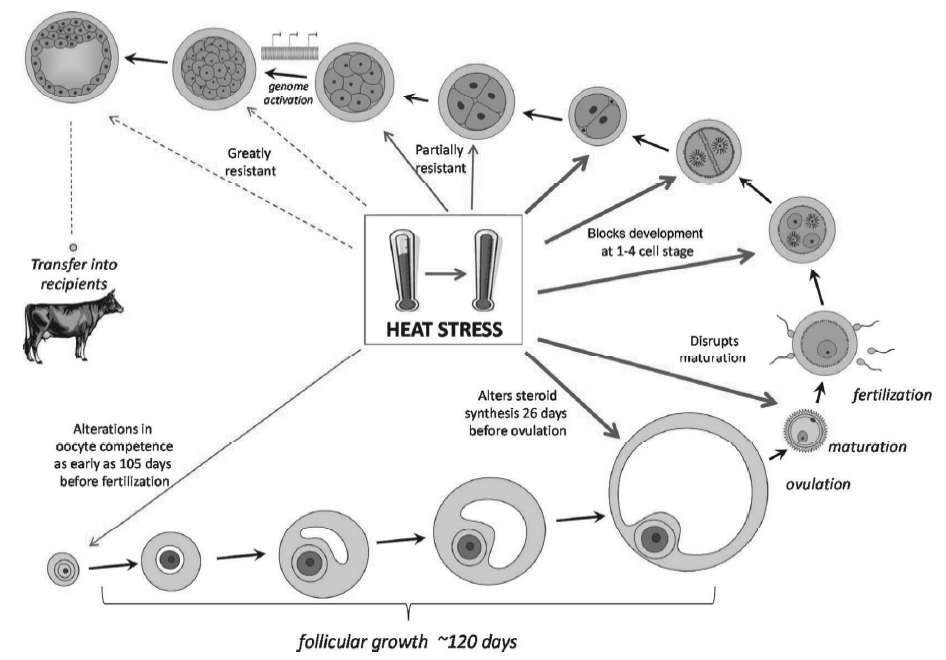 genome
activation
Greatly
resistant
Partially
resistant
Blocks development
at 1-4 cell stage
Transfer into
recipients
HEAT STRESS
Disrupts
maturation
Alters steroid
synthesis 26 days
before ovulation
fertilization
Alterations in
oocyte competence
as early as 105 days
before fertilization
maturation
ovulation
follicular growth ~120 days